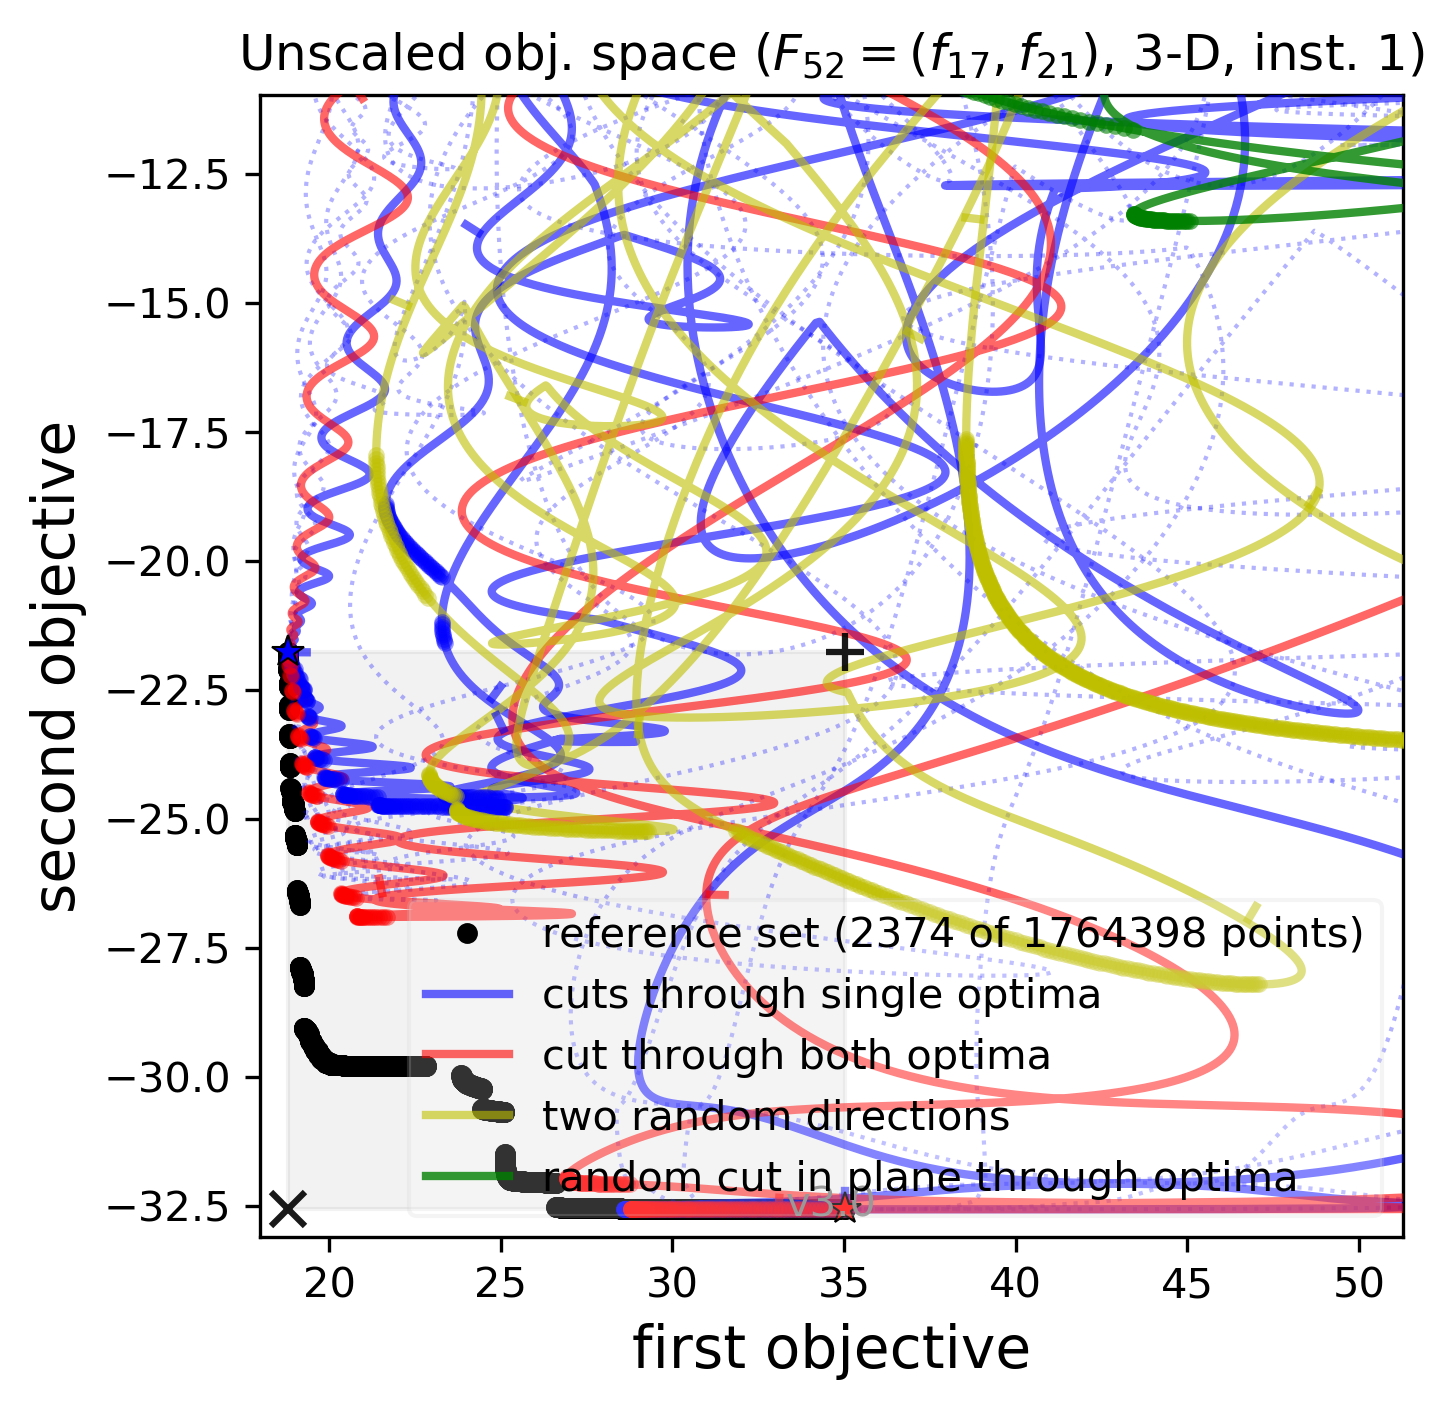 Unscaled obj. space (F52 = (f17, f21), 3-D, inst. 1)
−12.5
−15.0
−17.5
−20.0
−22.5
−25.0
−27.5
−30.0
−32.5
second objective
reference set (2374 of 1764398 points)
cuts through single optima
cut through both optima
two random directions
random cut in plane through optima
v3.0
20 25 30 35 40 45 50
first objective